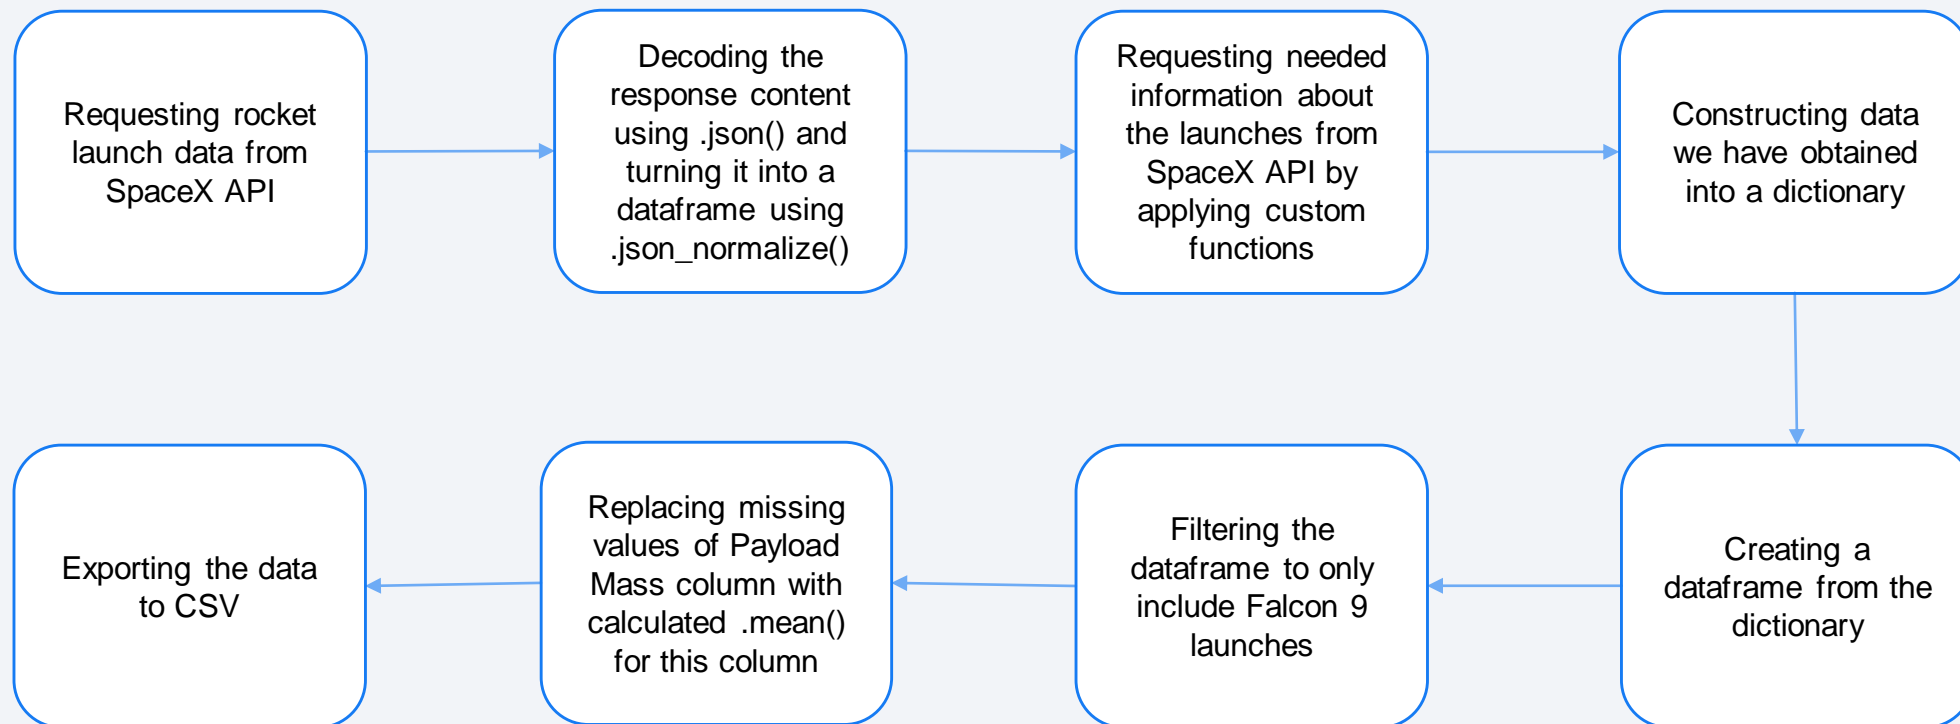 Requesting rocket
launch data from
SpaceX API
Decoding the
response content
using .json() and
turning it into a
dataframe using
.json_normalize()
Requesting needed
information about
the launches from
SpaceX API by
applying custom
functions
Constructing data
we have obtained
into a dictionary
Creating a
dataframe from the
dictionary
Filtering the
dataframe to only
include Falcon 9
launches
Replacing missing
values of Payload
Mass column with
calculated .mean()
for this column
Exporting the data
to CSV